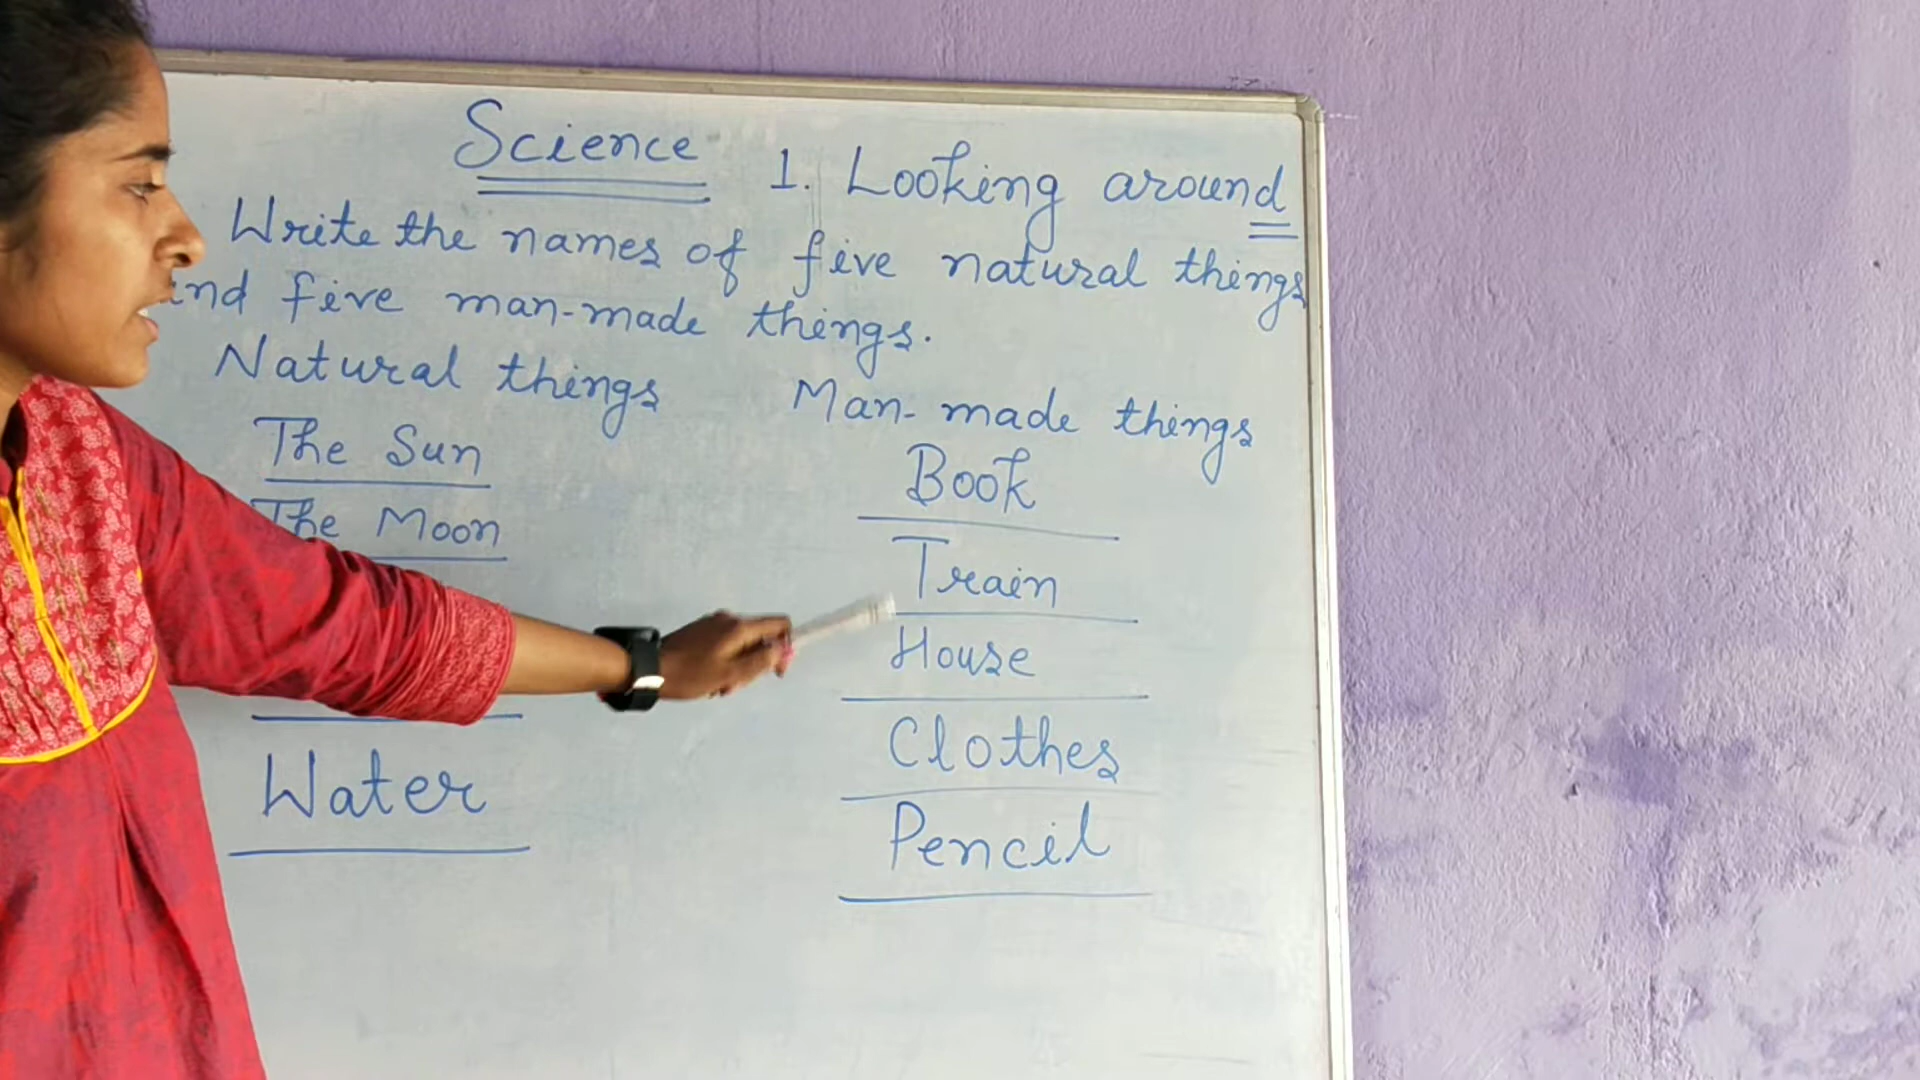 Science
1. Looking around
Write the names of five natural things
and five man-made things.
Natural things
Man-made things
The Sun
Book
The Moon
Train
House
Clothes
Water
Pencil